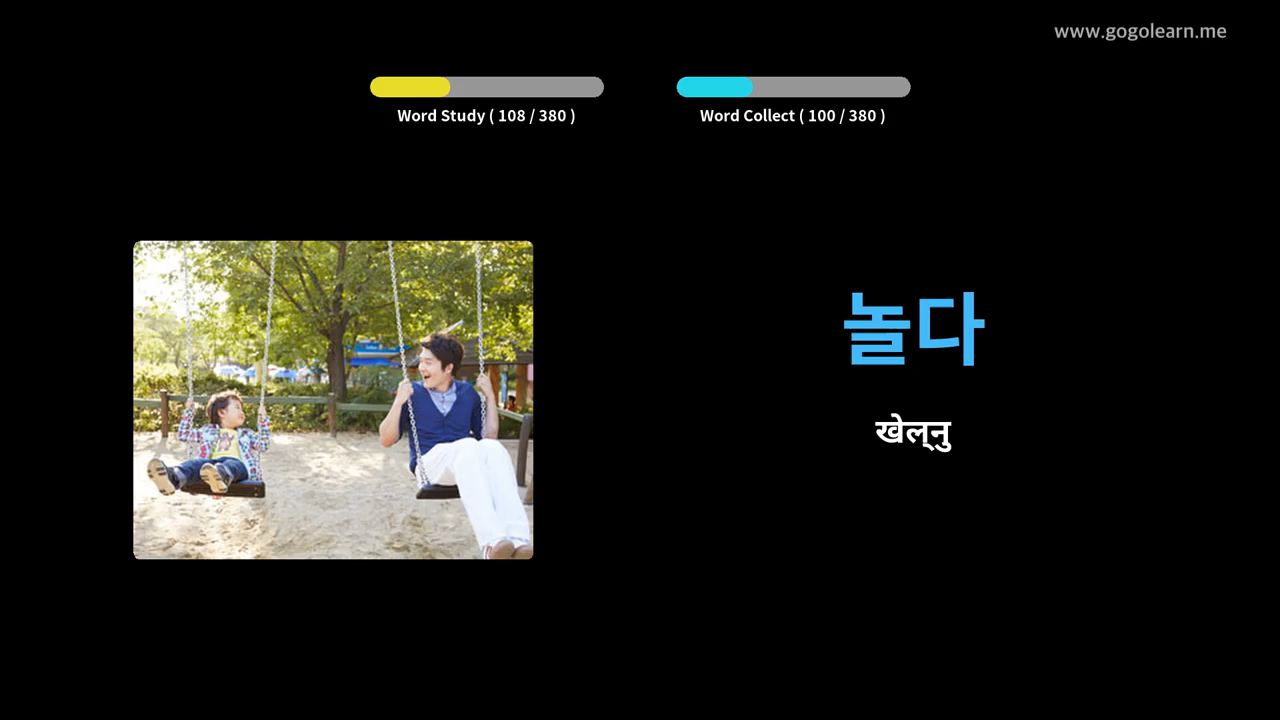 www.gogolearn.me
Word Study ( 108 / 380 )
Word Collect ( 100 / 380 )
놀다
खेल्‌नु